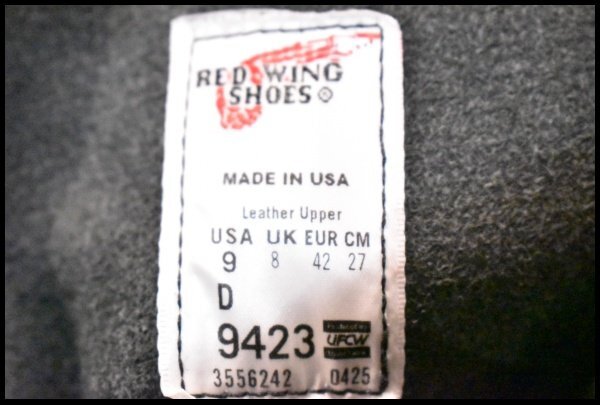 RED WING
SHOES
MADE IN USA
Leather Upper
USA UK EUR CM
9 8 42 27
D
9423 UFCW
3556242 0425